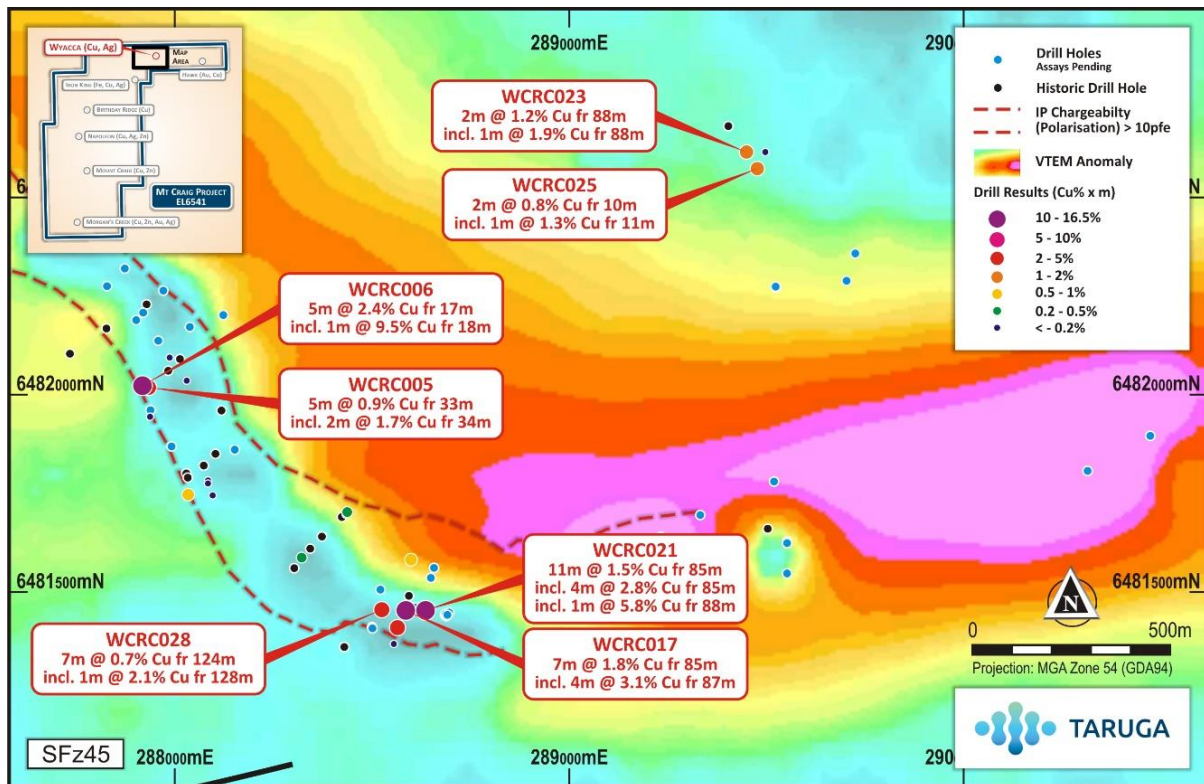 WYACCA (CU, AG)
MAP
AREA
HAWK (AU, CO)
IRON KING (FE, CU, AG)
BIRTHDAY RIDGE (CU)
NAPOLEON (CU, AG, ZN)
MOUNT CRAIG (CU, ZN)
MT CRAIG PROJECT
EL6541
MORGAN'S CREEK (CU, ZN, AU, AG)
289000mE
290
WCRC023
2m @ 1.2% Cu fr 88m
incl. 1m @ 1.9% Cu fr 88m
WCRC025
2m @ 0.8% Cu fr 10m
incl. 1m @ 1.3% Cu fr 11m
Drill Holes
Assays Pending
Historic Drill Hole
IP Chargeabilty
(Polarisation) > 10pfe
VTEM Anomaly
Drill Results (Cu% x m)
10 - 16.5%
5 - 10%
2 - 5%
1 - 2%
0.5 - 1%
0.2 - 0.5%
< - 0.2%
6
N
WCRC006
5m @ 2.4% Cu fr 17m
incl. 1m @ 9.5% Cu fr 18m
6482000mN
6482000mN
WCRC005
5m @ 0.9% Cu fr 33m
incl. 2m @ 1.7% Cu fr 34m
WCRC021
11m @ 1.5% Cu fr 85m
incl. 4m @ 2.8% Cu fr 85m
incl. 1m @ 5.8% Cu fr 88m
6481500mN
6481500mN
WCRC028
7m @ 0.7% Cu fr 124m
incl. 1m @ 2.1% Cu fr 128m
WCRC017
7m @ 1.8% Cu fr 85m
incl. 4m @ 3.1% Cu fr 87m
N
0
500m
Projection: MGA Zone 54 (GDA94)
TARUGA
SFz45
288000mE
289000mE
290